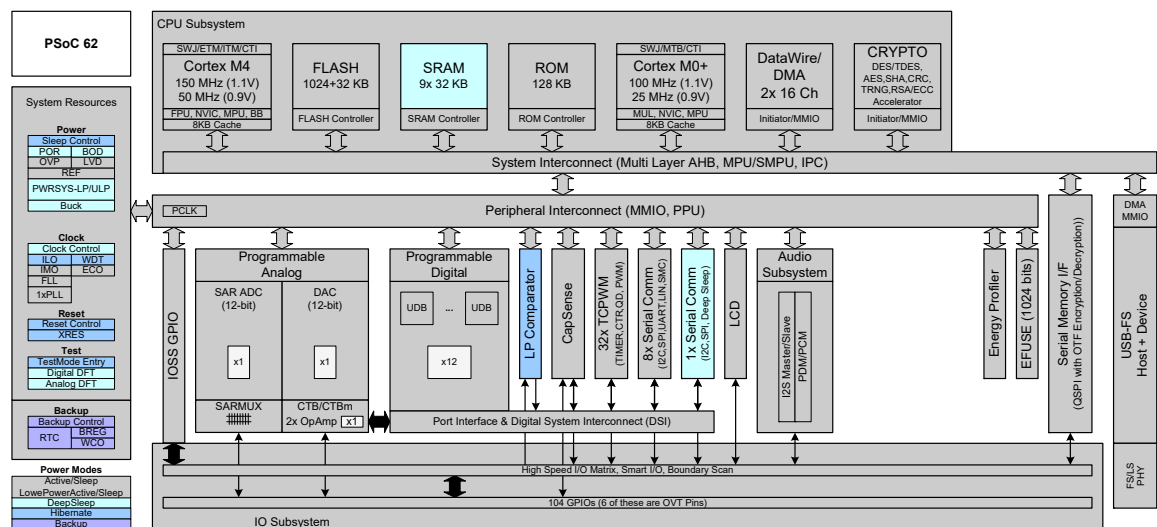 PSoC 62
CPU Subsystem
SWJ/ETM/ITM/CTI
Cortex M4
150 MHz (1.1V)
50 MHz (0.9V)
FPU, NVIC, MPU, BB
8KB Cache
FLASH
1024+32 KB
FLASH Controller
SRAM
9x 32 KB
SRAM Controller
ROM
128 KB
ROM Controller
SWJ/MTB/CTI
Cortex M0+
100 MHz (1.1V)
25 MHz (0.9V)
MUL, NVIC, MPU
8KB Cache
DataWire/
DMA
2x 16 Ch
Initiator/MMIO
CRYPTO
DES/TDES,
AES,SHA,CRC,
TRNG,RSA/ECC
Accelerator
Initiator/MMIO
System Interconnect (Multi Layer AHB, MPU/SMPU, IPC)
PCLK
Peripheral Interconnect (MMIO, PPU)
System Resources
Power
Sleep Control
POR
BOD
OVP
LVD
REF
PWRSYS-LP/ULP
Buck
Clock
Clock Control
ILO
WDT
IMO
ECO
FLL
1xPLL
Reset
Reset Control
XRES
Test
TestMode Entry
Digital DFT
Analog DFT
Backup
Backup Control
RTC
BREG
WCO
Power Modes
Active/Sleep
LowePowerActive/Sleep
DeepSleep
Hibernate
Backup
IOSS GPIO
Programmable
Analog
SAR ADC
(12-bit)
x1
SARMUX
DAC
(12-bit)
x1
CTB/CTBm
2x OpAmp
x1
Programmable
Digital
UDB
...
UDB
x12
LP Comparator
CapSense
32x TCPWM
(TIMER,CTR,QD, PWM)
8x Serial Comm
(I2C,SPI,UART,LIN,SMC)
1x Serial Comm
(I2C,SPI, Deep Sleep)
LCD
Audio
Subsystem
I2S Master/Slave
PDM/PCM
Energy Profiler
EFUSE (1024 bits)
Serial Memory I/F
(QSPI with OTF Encryption/Decryption))
DMA
MMIO
USB-FS
Host + Device
FS/LS
PHY
Port Interface & Digital System Interconnect (DSI)
High Speed I/O Matrix, Smart I/O, Boundary Scan
104 GPIOs (6 of these are OVT Pins)
IO Subsystem